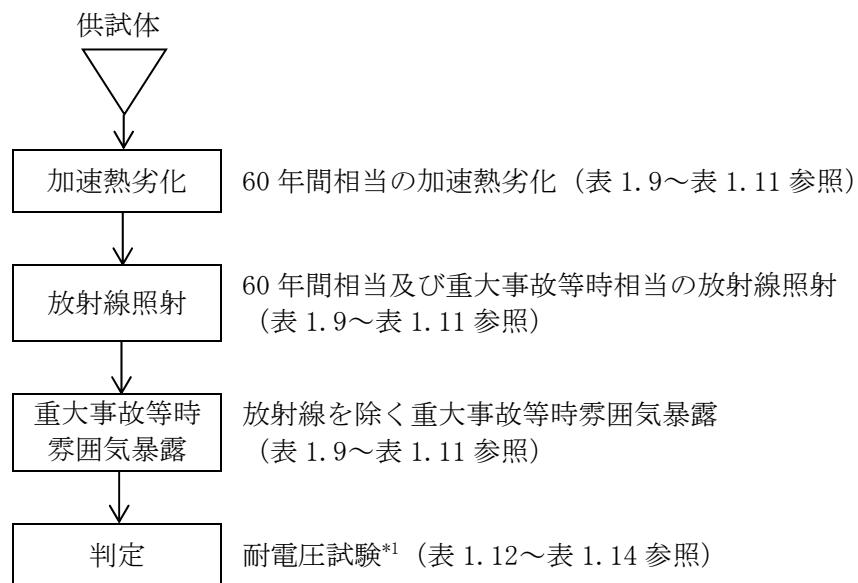 供試体
加速熱劣化
60 年間相当の加速熱劣化（表 1.9～表 1.11 参照）
放射線照射
60 年間相当及び重大事故等時相当の放射線照射
（表 1.9～表 1.11 参照）
重大事故等時
雰囲気暴露
放射線を除く重大事故等時雰囲気暴露
（表 1.9～表 1.11 参照）
判定
耐電圧試験*1（表 1.12～表 1.14 参照）